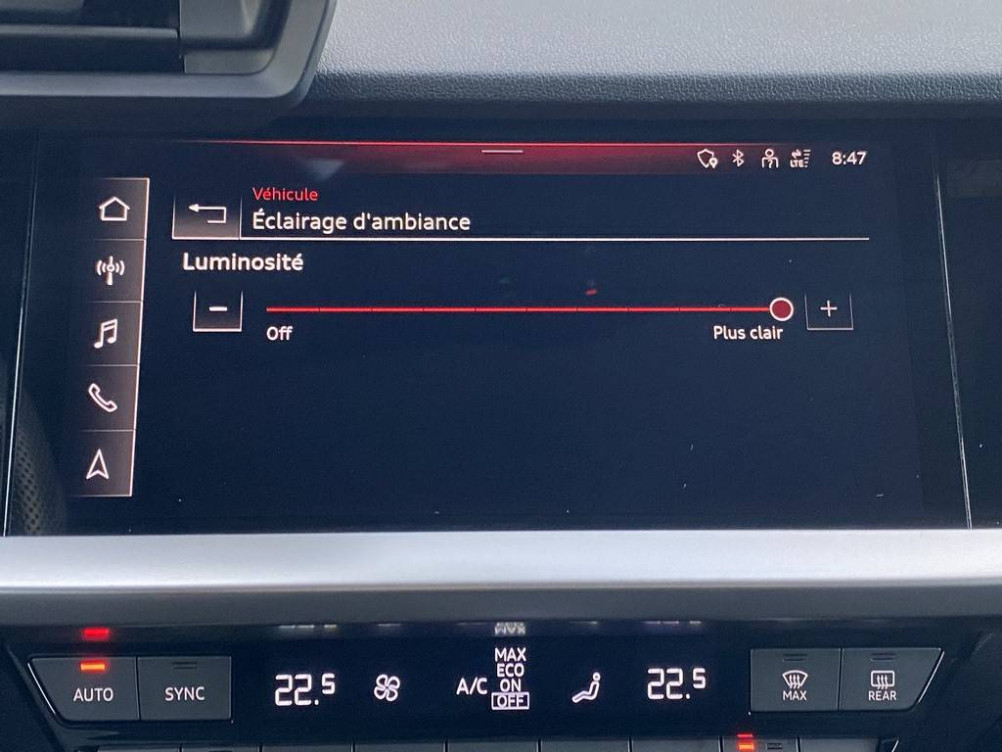 LTE 8:47
Véhicule
Éclairage d'ambiance
Luminosité
Off Plus clair
AUTO SYNC 22.5 A/C MAX ECO ON OFF 22.5 MAX REAR